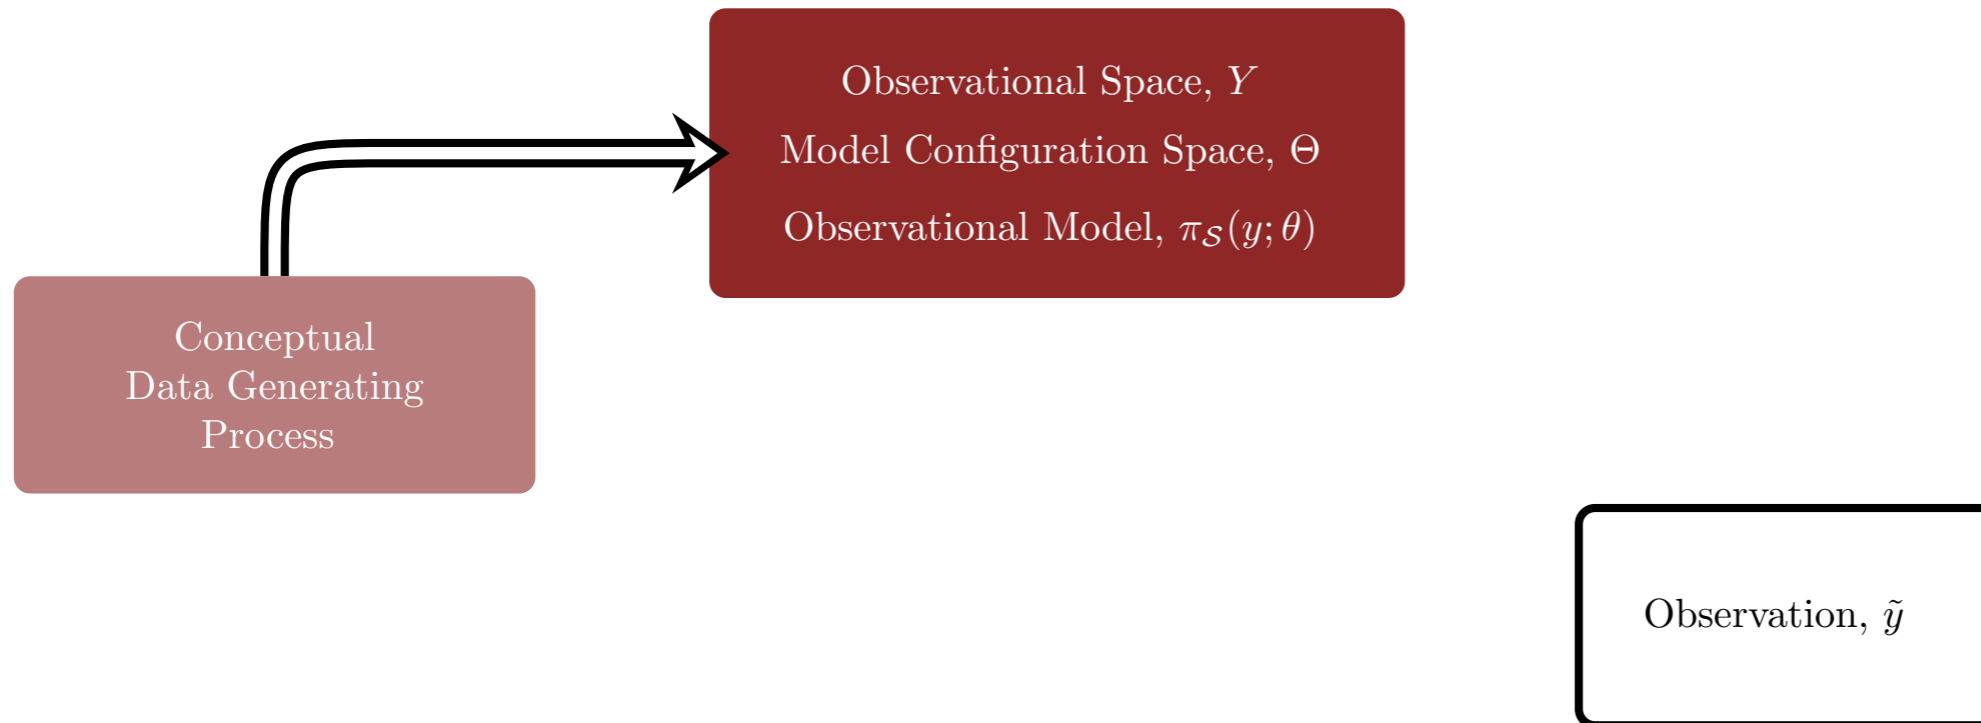 Observational Space, Y
Model Configuration Space, Θ
Observational Model, π_𝒮(y; θ)
Conceptual
Data Generating
Process
Observation, ỹ